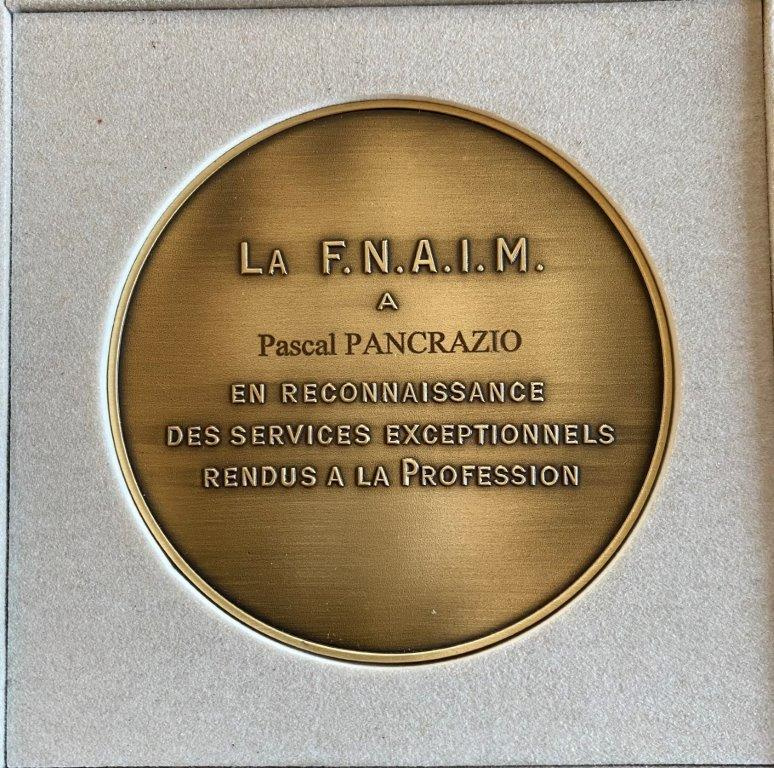 LA F.N.A.I.M.
A
Pascal PANCRAZIO
EN RECONNAISSANCE
DES SERVICES EXCEPTIONNELS
RENDUS A LA PROFESSION